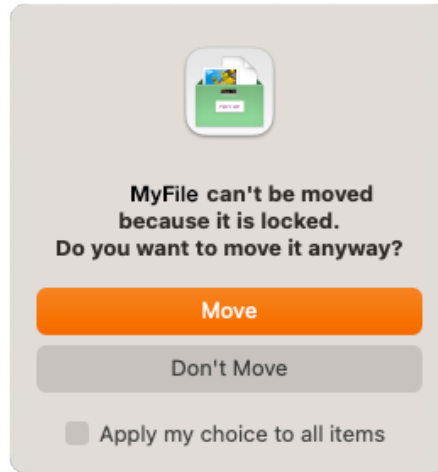 MyFile can't be moved
because it is locked.
Do you want to move it anyway?
Move
Don't Move
Apply my choice to all items